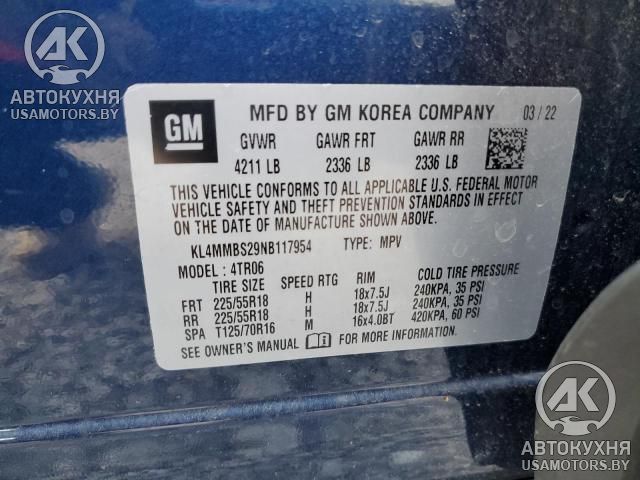 АК
АВТОКУХНЯ
USAMOTORS.BY
GM
MFD BY GM KOREA COMPANY 03 / 22
GVWR GAWR FRT GAWR RR
4211 LB 2336 LB 2336 LB
THIS VEHICLE CONFORMS TO ALL APPLICABLE U.S. FEDERAL MOTOR
VEHICLE SAFETY AND THEFT PREVENTION STANDARDS IN EFFECT
ON THE DATE OF MANUFACTURE SHOWN ABOVE.
KL4MMBS29NB117954 TYPE: MPV
MODEL: 4TR06
TIRE SIZE SPEED RTG RIM COLD TIRE PRESSURE
FRT 225/55R18 H 18x7.5J 240KPA, 35 PSI
RR 225/55R18 H 18x7.5J 240KPA, 35 PSI
SPA T125/70R16 M 16x4.0BT 420KPA, 60 PSI
SEE OWNER'S MANUAL FOR MORE INFORMATION
АК
АВТОКУХНЯ
USAMOTORS.BY